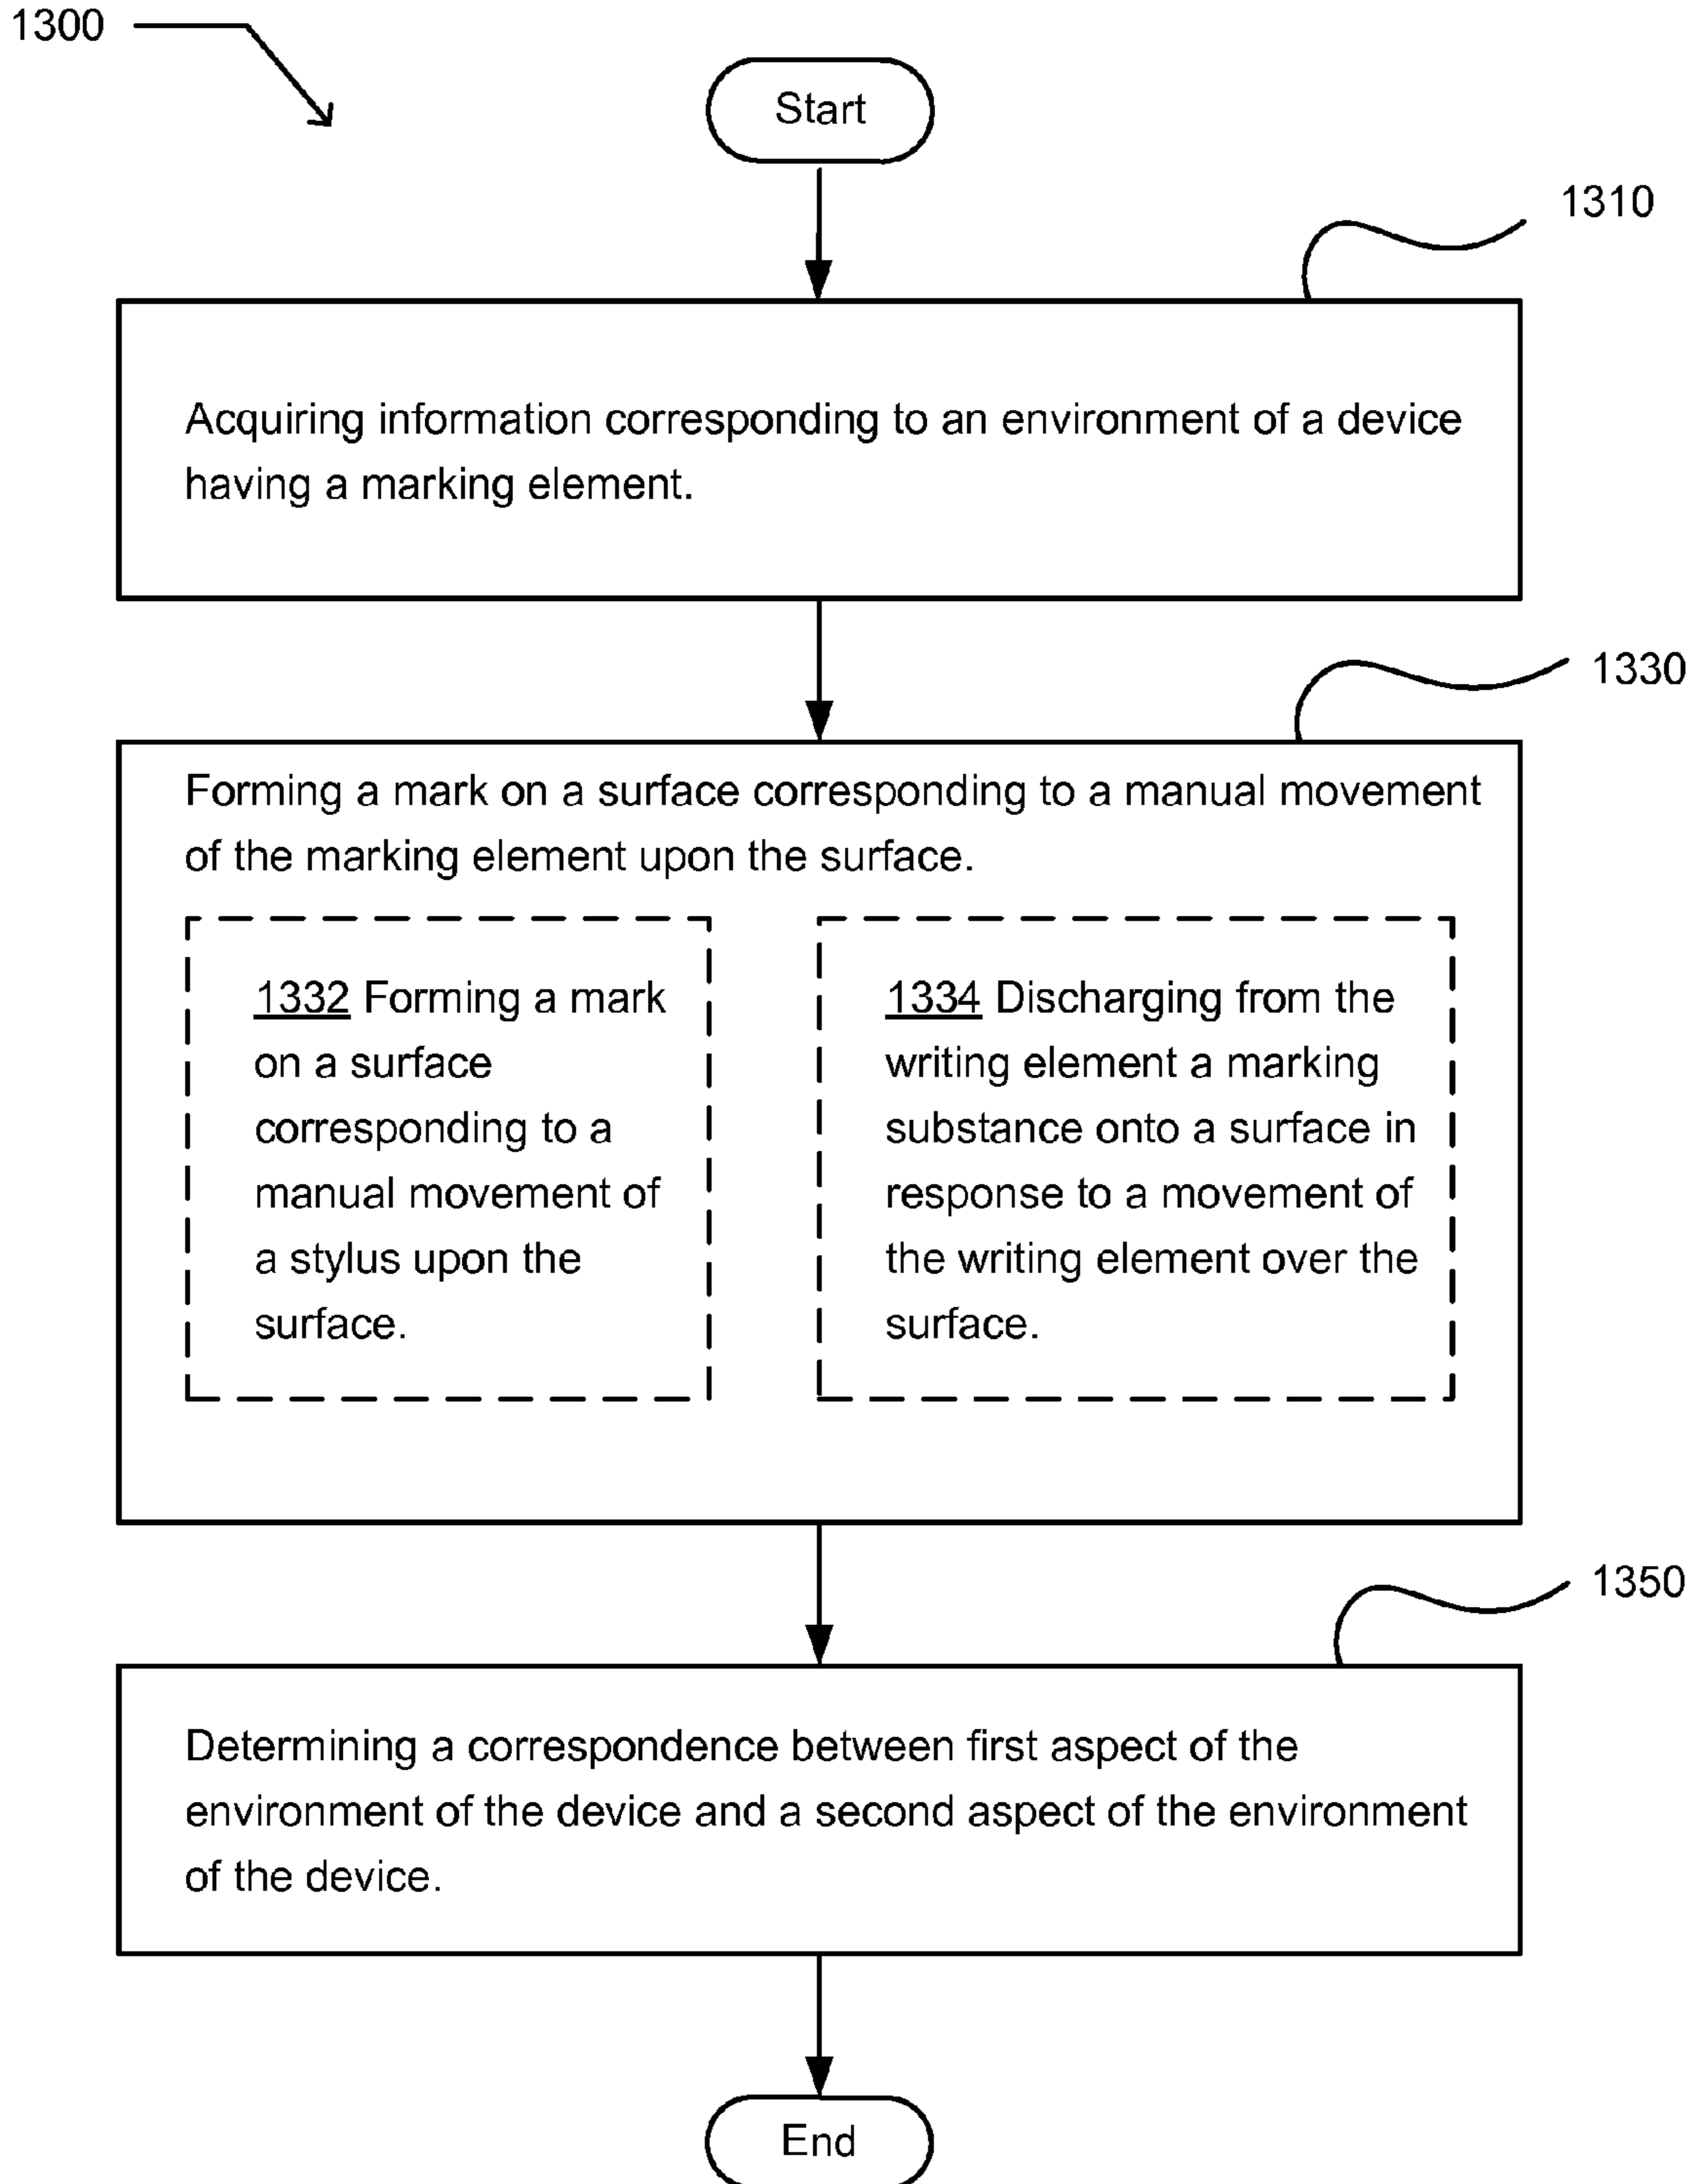 1300
Start
1310
Acquiring information corresponding to an environment of a device
having a marking element.
1330
Forming a mark on a surface corresponding to a manual movement
of the marking element upon the surface.
1332 Forming a mark
on a surface
corresponding to a
manual movement of
a stylus upon the
surface.
1334 Discharging from the
writing element a marking
substance onto a surface in
response to a movement of
the writing element over the
surface.
1350
Determining a correspondence between first aspect of the
environment of the device and a second aspect of the environment
of the device.
End